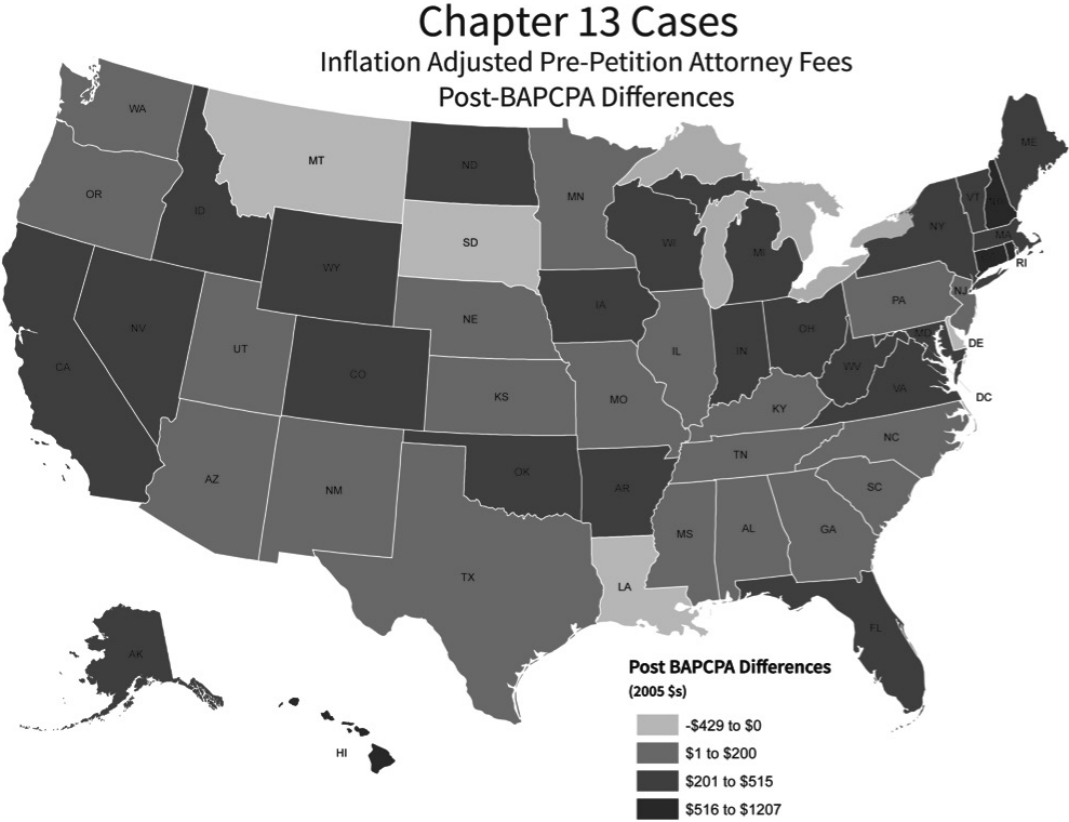 Chapter 13 Cases
Inflation Adjusted Pre-Petition Attorney Fees
Post-BAPCPA Differences
WA
MT
ND
ME
OR
MN
ID
SD
WI
VT
NH
NY
MA
WY
MI
RI
NE
IA
PA
NJ
NV
UT
IL
IN
OH
MD
DE
CA
CO
WV
VA
DC
KS
MO
KY
NC
AZ
NM
OK
TN
AR
SC
MS
AL
GA
TX
LA
FL
AK
HI
Post BAPCPA Differences
(2005 $s)
-$429 to $0
$1 to $200
$201 to $515
$516 to $1207